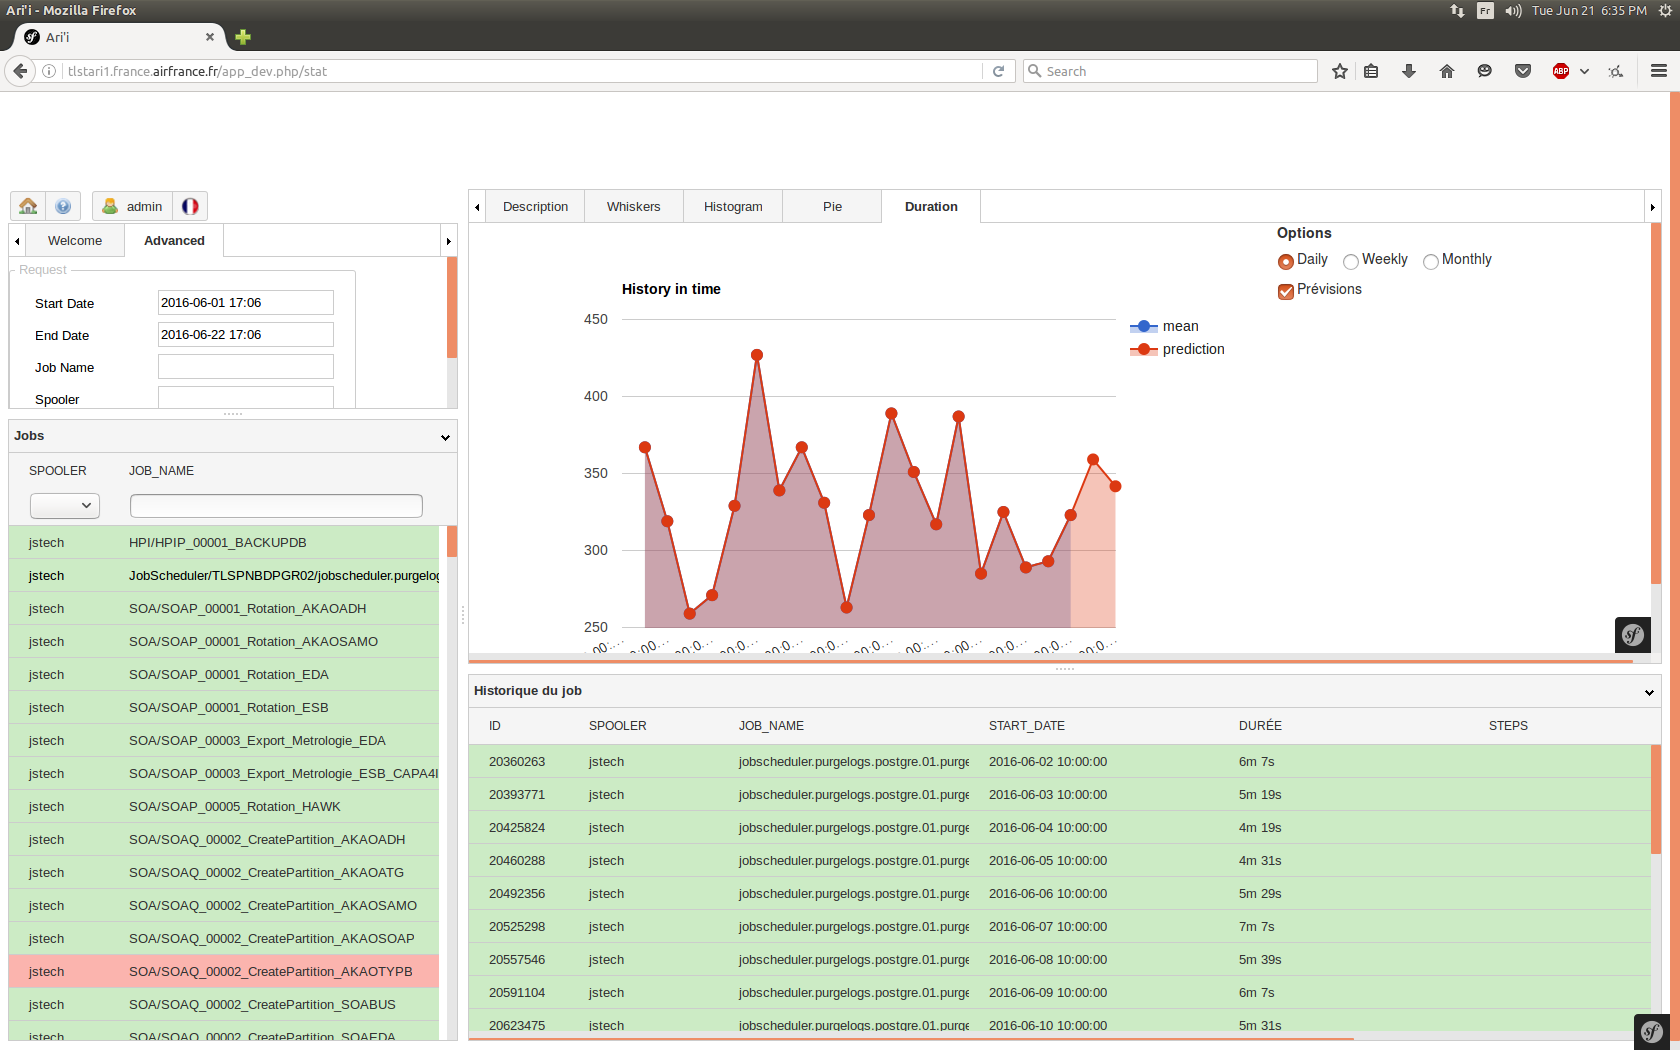 Ari'i - Mozilla Firefox
Fr
Tue Jun 21 6:35 PM
Ari'i
tlstari1.france.airfrance.fr/app_dev.php/stat
Search
ABP
admin
Welcome
Advanced
Request
Start Date
2016-06-01 17:06
End Date
2016-06-22 17:06
Job Name
Spooler
Jobs
SPOOLER JOB_NAME
jstech HPI/HPIP_00001_BACKUPDB
jstech JobScheduler/TLSPNBDPGR02/jobscheduler.purgelog
jstech SOA/SOAP_00001_Rotation_AKAOADH
jstech SOA/SOAP_00001_Rotation_AKAOSAMO
jstech SOA/SOAP_00001_Rotation_EDA
jstech SOA/SOAP_00001_Rotation_ESB
jstech SOA/SOAP_00003_Export_Metrologie_EDA
jstech SOA/SOAP_00003_Export_Metrologie_ESB_CAPA4I
jstech SOA/SOAP_00005_Rotation_HAWK
jstech SOA/SOAQ_00002_CreatePartition_AKAOADH
jstech SOA/SOAQ_00002_CreatePartition_AKAOATG
jstech SOA/SOAQ_00002_CreatePartition_AKAOSAMO
jstech SOA/SOAQ_00002_CreatePartition_AKAOSOAP
jstech SOA/SOAQ_00002_CreatePartition_AKAOTYPB
jstech SOA/SOAQ_00002_CreatePartition_SOABUS
jstech SOA/SOAQ_00002_CreatePartition_SOAEDA
Description Whiskers Histogram Pie Duration
Options
Daily Weekly Monthly
Prévisions
History in time
mean
prediction
450
400
350
300
250
Historique du job
ID SPOOLER JOB_NAME START_DATE DURÉE STEPS
20360263 jstech jobscheduler.purgelogs.postgre.01.purge 2016-06-02 10:00:00 6m 7s
20393771 jstech jobscheduler.purgelogs.postgre.01.purge 2016-06-03 10:00:00 5m 19s
20425824 jstech jobscheduler.purgelogs.postgre.01.purge 2016-06-04 10:00:00 4m 19s
20460288 jstech jobscheduler.purgelogs.postgre.01.purge 2016-06-05 10:00:00 4m 31s
20492356 jstech jobscheduler.purgelogs.postgre.01.purge 2016-06-06 10:00:00 5m 29s
20525298 jstech jobscheduler.purgelogs.postgre.01.purge 2016-06-07 10:00:00 7m 7s
20557546 jstech jobscheduler.purgelogs.postgre.01.purge 2016-06-08 10:00:00 5m 39s
20591104 jstech jobscheduler.purgelogs.postgre.01.purge 2016-06-09 10:00:00 6m 7s
20623475 jstech jobscheduler.purgelogs.postgre.01.purge 2016-06-10 10:00:00 5m 31s